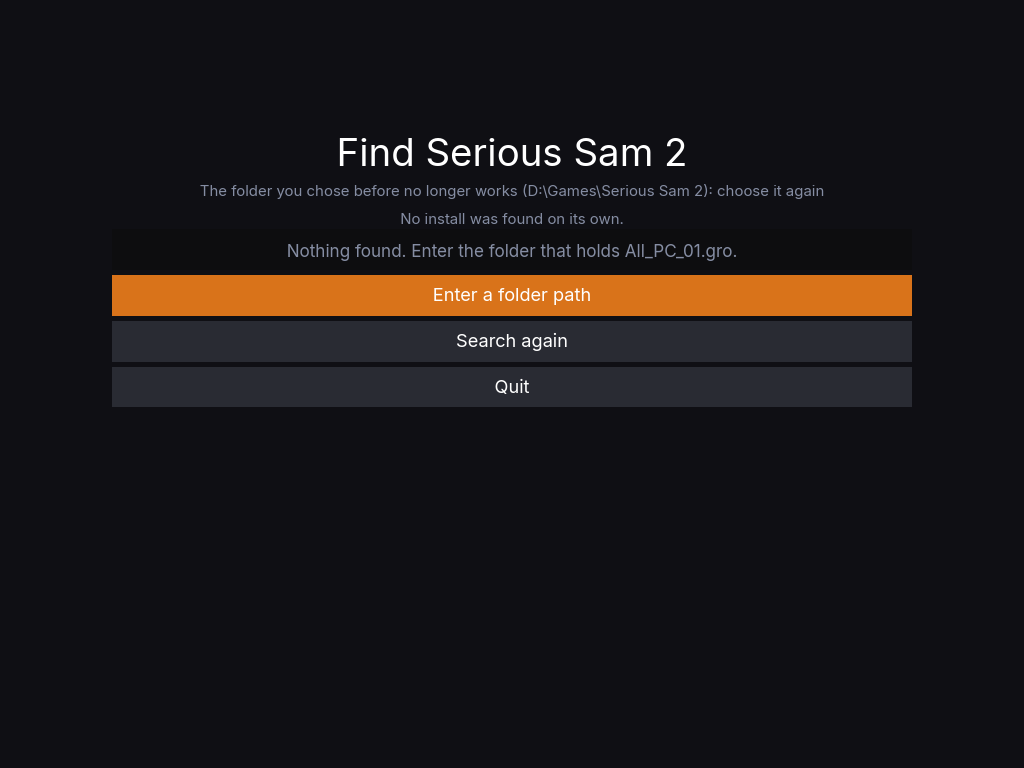 Find Serious Sam 2
The folder you chose before no longer works (D:\Games\Serious Sam 2): choose it again
No install was found on its own.
Nothing found. Enter the folder that holds All_PC_01.gro.
Enter a folder path
Search again
Quit